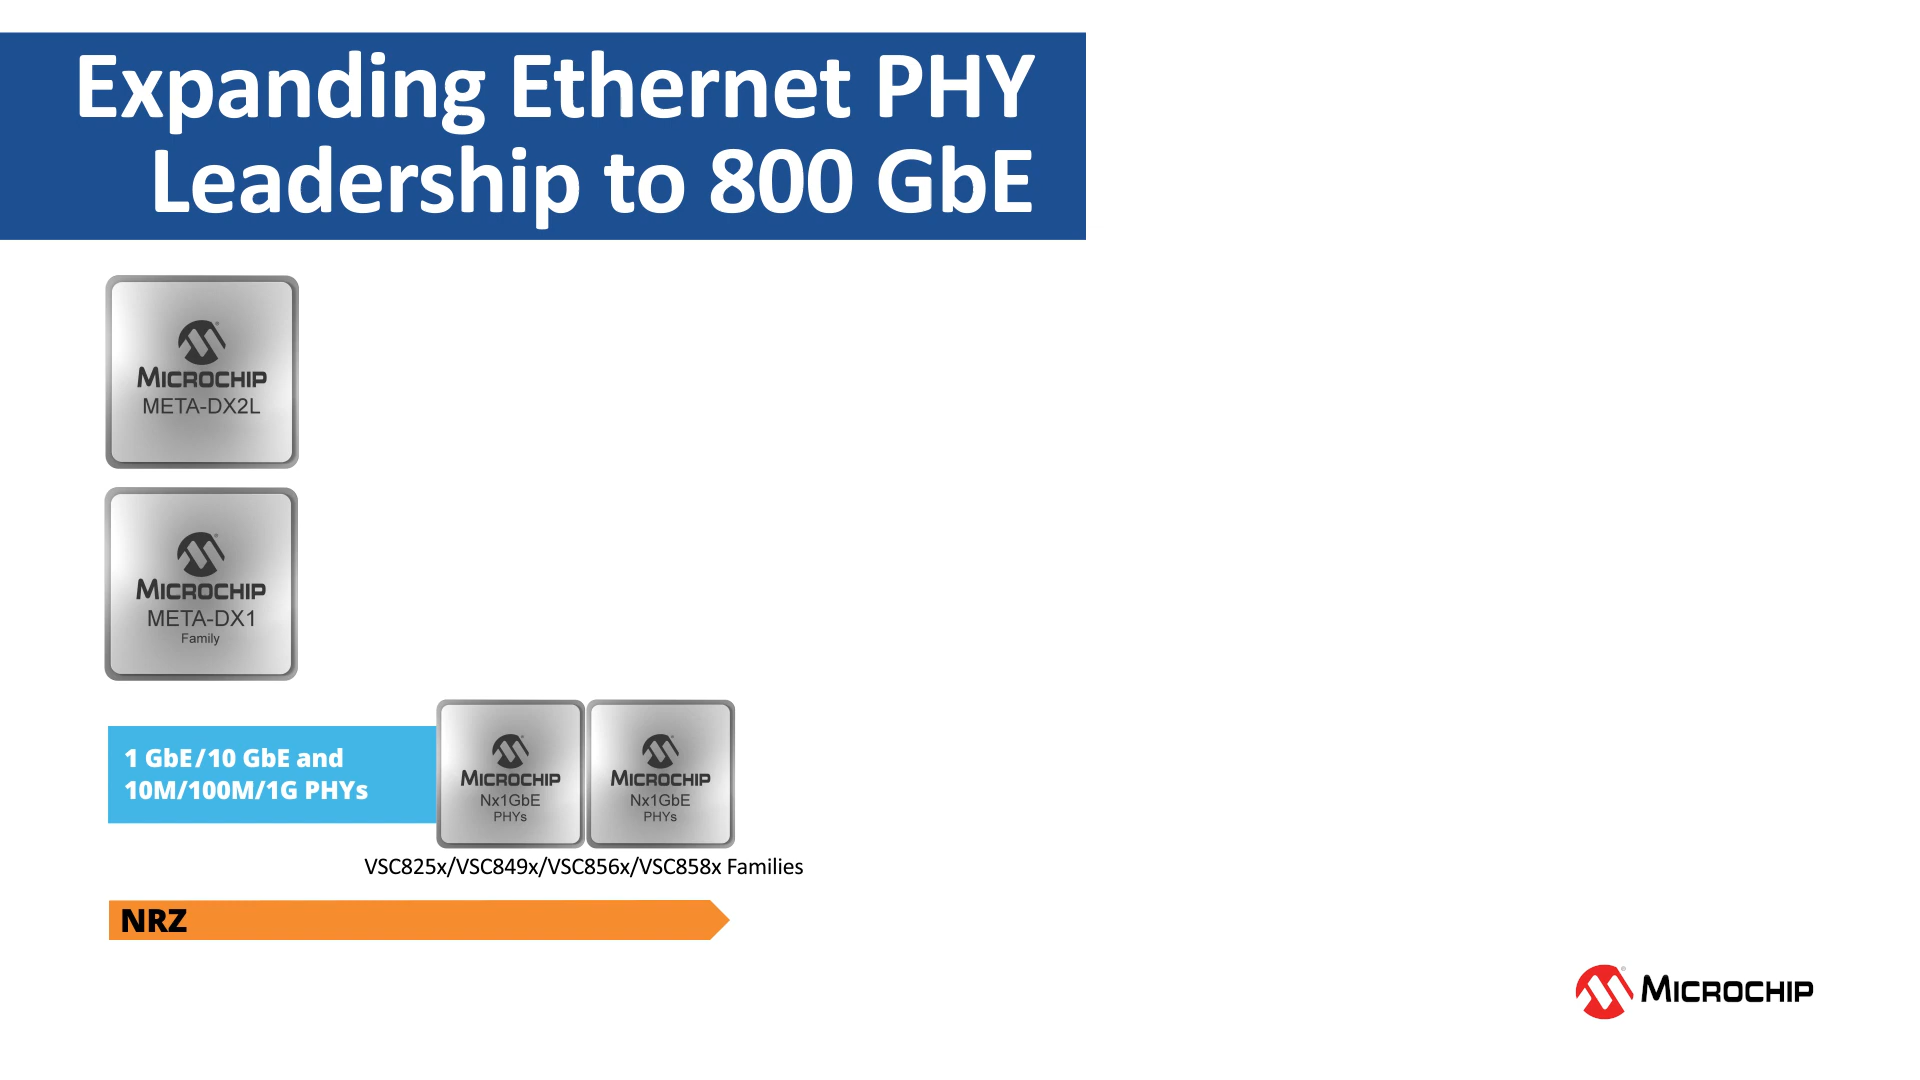 Expanding Ethernet PHY
Leadership to 800 GbE
MICROCHIP
META-DX2L
MICROCHIP
META-DX1
Family
1 GbE/10 GbE and
10M/100M/1G PHYs
MICROCHIP
Nx1GbE
PHYs
MICROCHIP
Nx1GbE
PHYs
VSC825x/VSC849x/VSC856x/VSC858x Families
NRZ
MICROCHIP